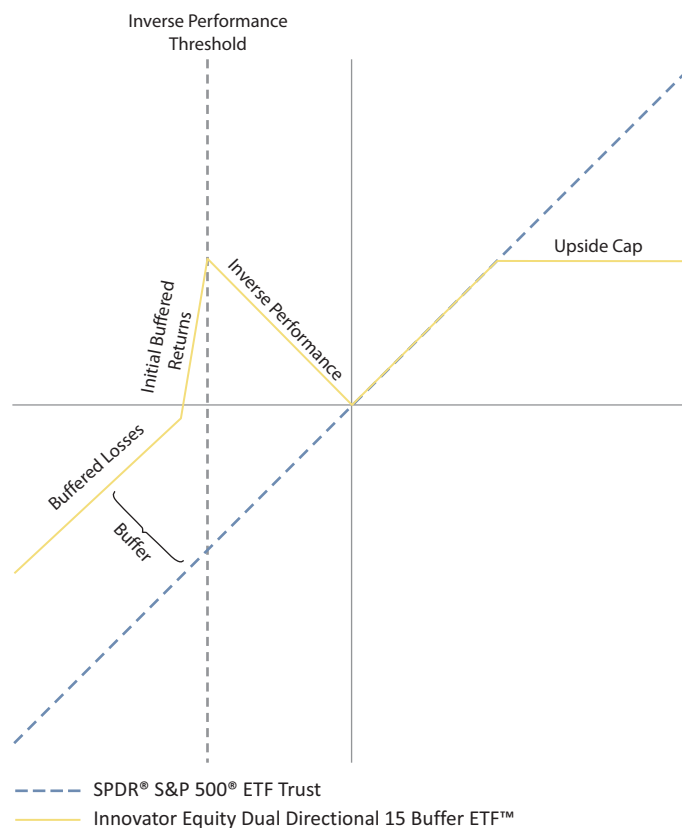 Inverse Performance
Threshold
Upside Cap
Inverse Performance
Initial Buffered
Returns
Buffered Losses
Buffer
SPDR® S&P 500® ETF Trust
Innovator Equity Dual Directional 15 Buffer ETF™